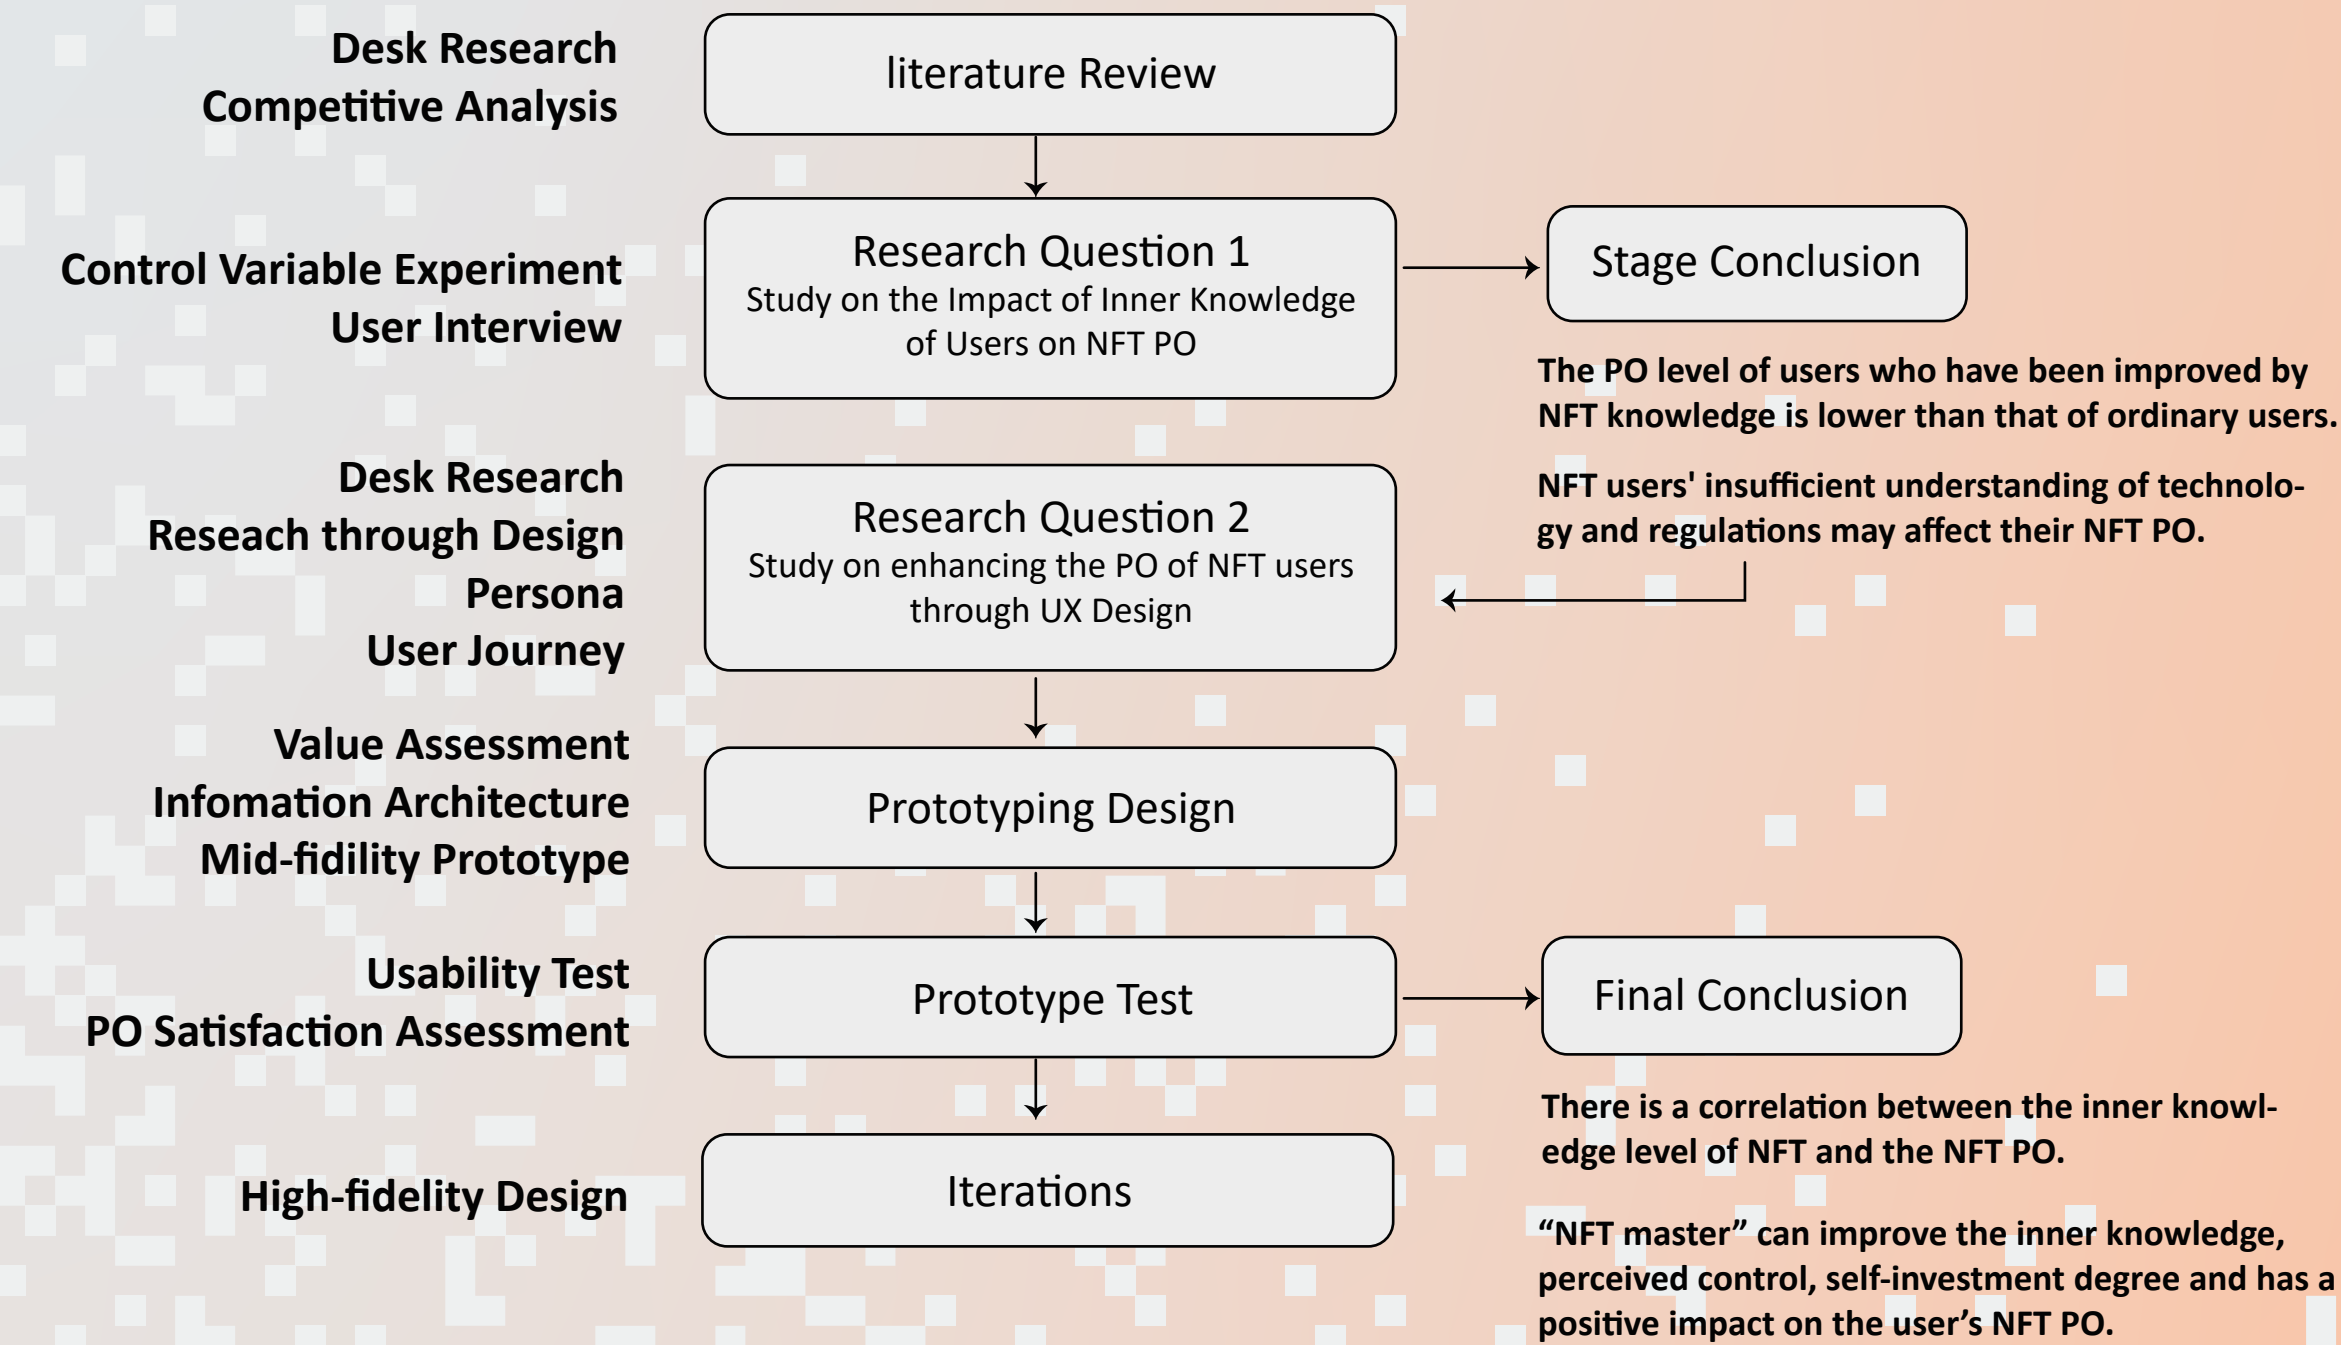 Desk Research
Competitive Analysis
literature Review
Control Variable Experiment
User Interview
Research Question 1
Study on the Impact of Inner Knowledge
of Users on NFT PO
Stage Conclusion
The PO level of users who have been improved by
NFT knowledge is lower than that of ordinary users.
NFT users' insufficient understanding of technolo-
gy and regulations may affect their NFT PO.
Desk Research
Reseach through Design
Persona
User Journey
Research Question 2
Study on enhancing the PO of NFT users
through UX Design
Value Assessment
Infomation Architecture
Mid-fidility Prototype
Prototyping Design
Usability Test
PO Satisfaction Assessment
Prototype Test
Final Conclusion
There is a correlation between the inner knowl-
edge level of NFT and the NFT PO.
“NFT master” can improve the inner knowledge,
perceived control, self-investment degree and has a
positive impact on the user’s NFT PO.
High-fidelity Design
Iterations